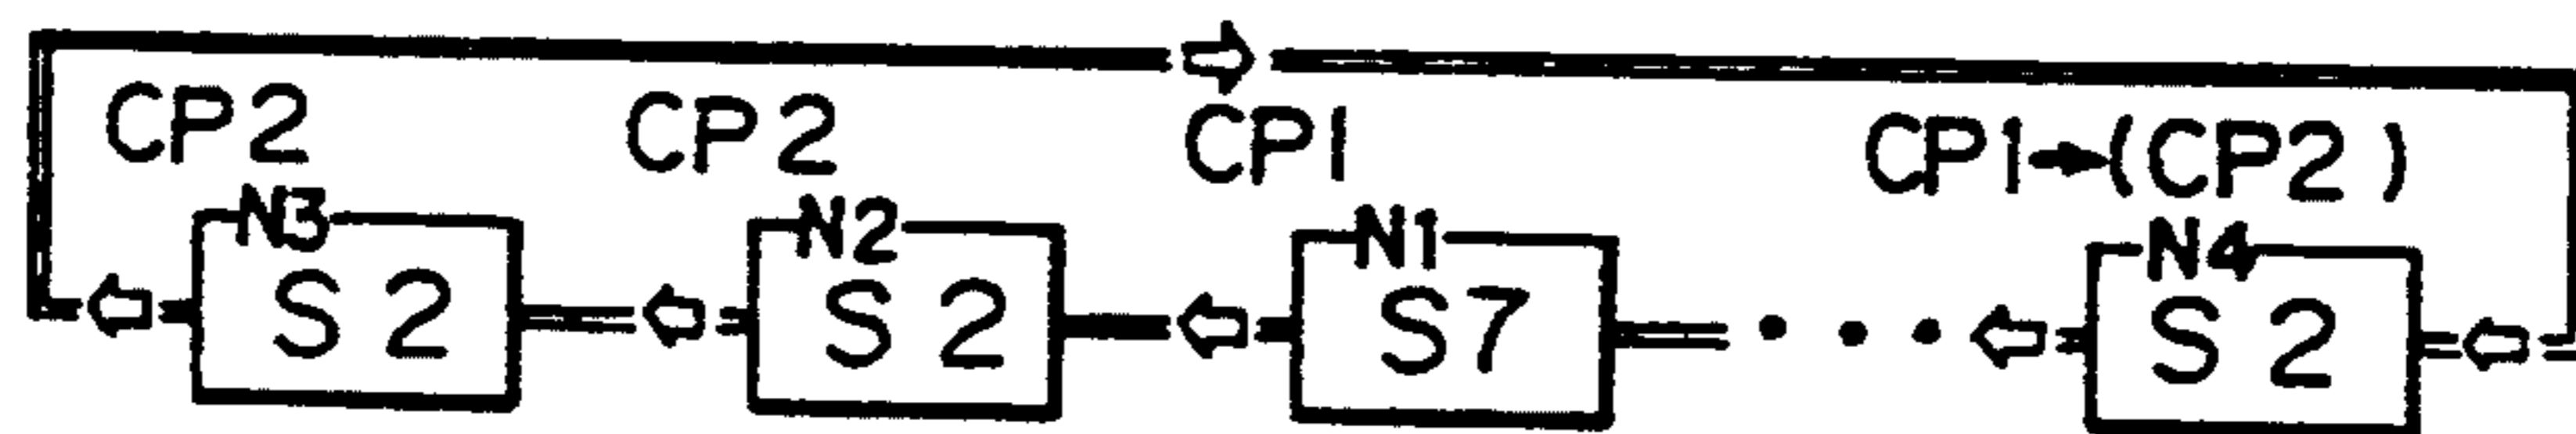 CP2 CP2 CP1 CP1→(CP2)
N3 N2 N1 N4
S2 S2 S7 S2